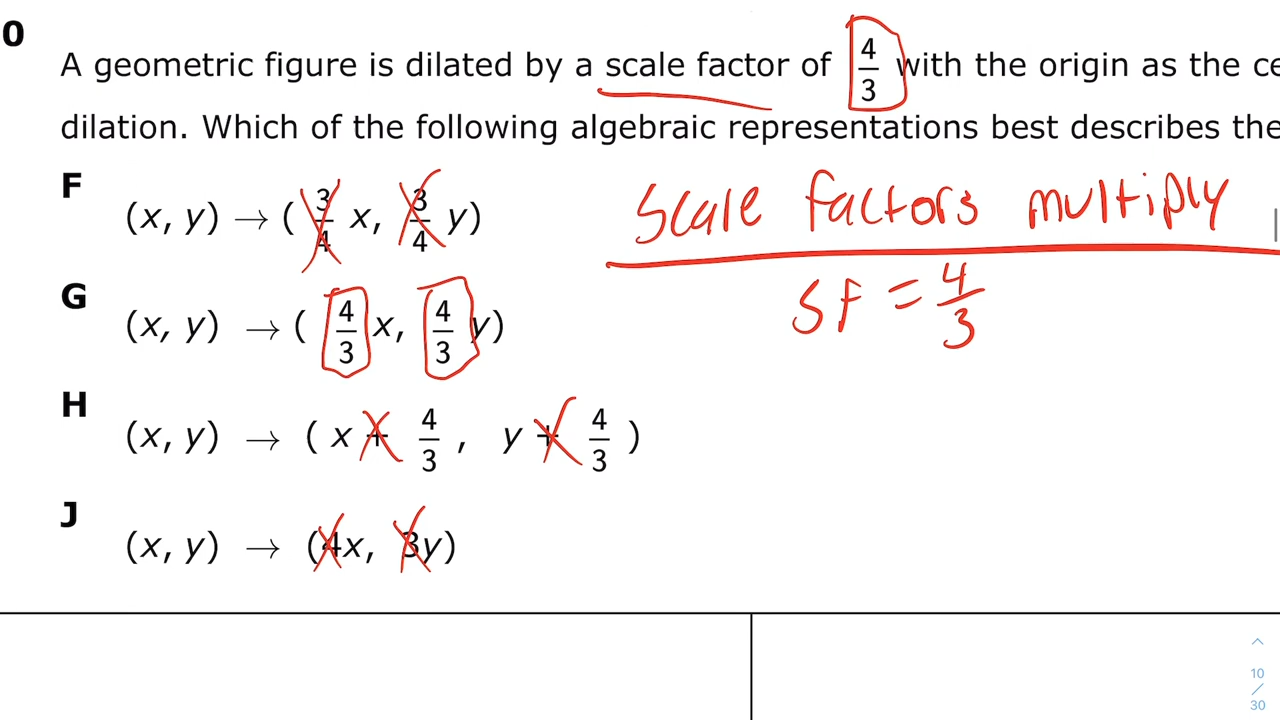 0
A geometric figure is dilated by a scale factor of 4/3 with the origin as the ce
dilation. Which of the following algebraic representations best describes the
F
(x, y) → ( 3/4 x, 3/4 y)
Scale factors multiply
SF = 4/3
G
(x, y) → ( 4/3 x, 4/3 y)
H
(x, y) → ( x + 4/3 , y + 4/3 )
J
(x, y) → (4x, 3y)
10
/
30